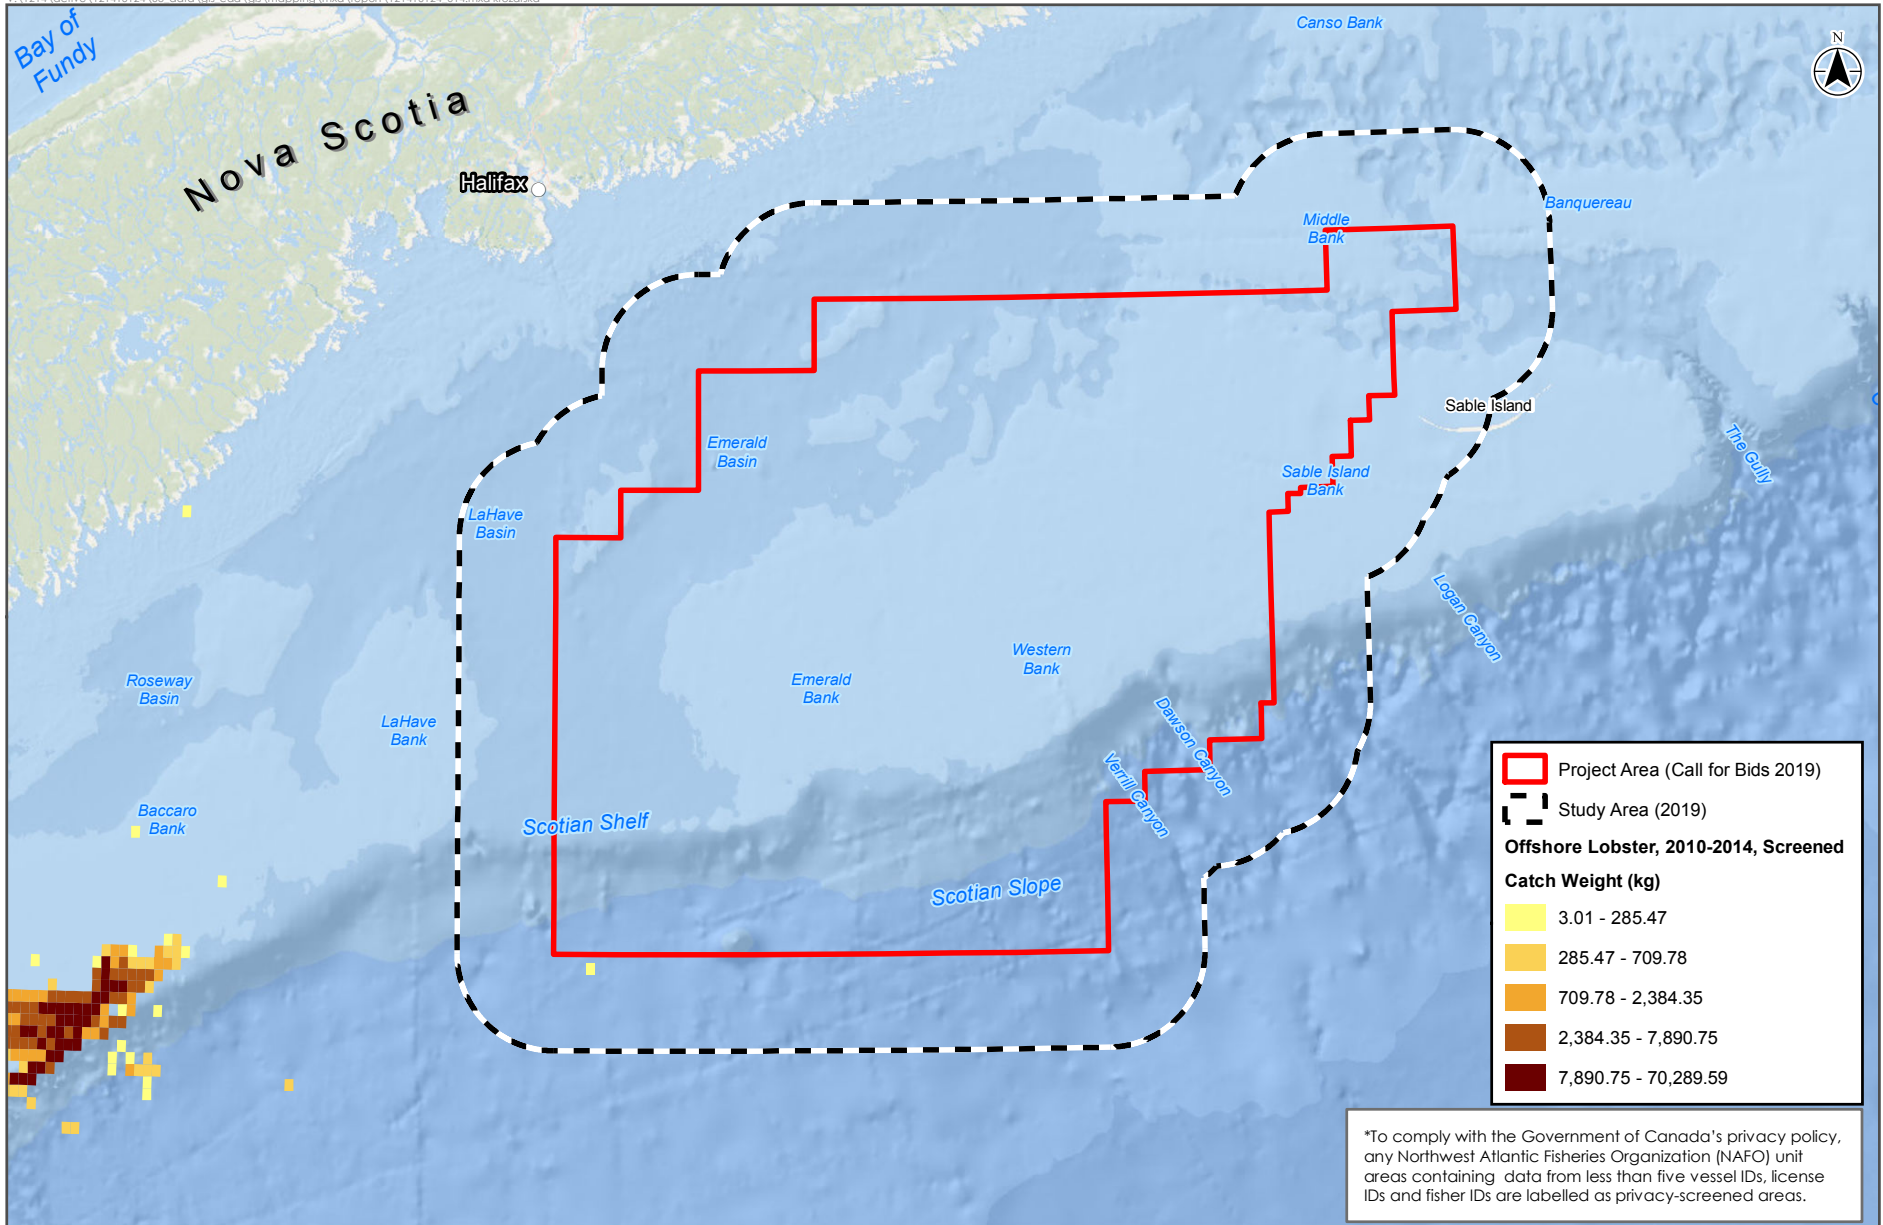 Bay of
Fundy
Nova Scotia
Halifax
Canso Bank
N
Middle
Bank
Banquereau
Sable Island
Emerald
Basin
Sable Island
Bank
The Gully
LaHave
Basin
Logan Canyon
Western
Bank
Roseway
Basin
Emerald
Bank
LaHave
Bank
Dawson Canyon
Verrill Canyon
Baccaro
Bank
Scotian Shelf
Scotian Slope
Project Area (Call for Bids 2019)
Study Area (2019)
Offshore Lobster, 2010-2014, Screened
Catch Weight (kg)
3.01 - 285.47
285.47 - 709.78
709.78 - 2,384.35
2,384.35 - 7,890.75
7,890.75 - 70,289.59
*To comply with the Government of Canada's privacy policy,
any Northwest Atlantic Fisheries Organization (NAFO) unit
areas containing data from less than five vessel IDs, license
IDs and fisher IDs are labelled as privacy-screened areas.